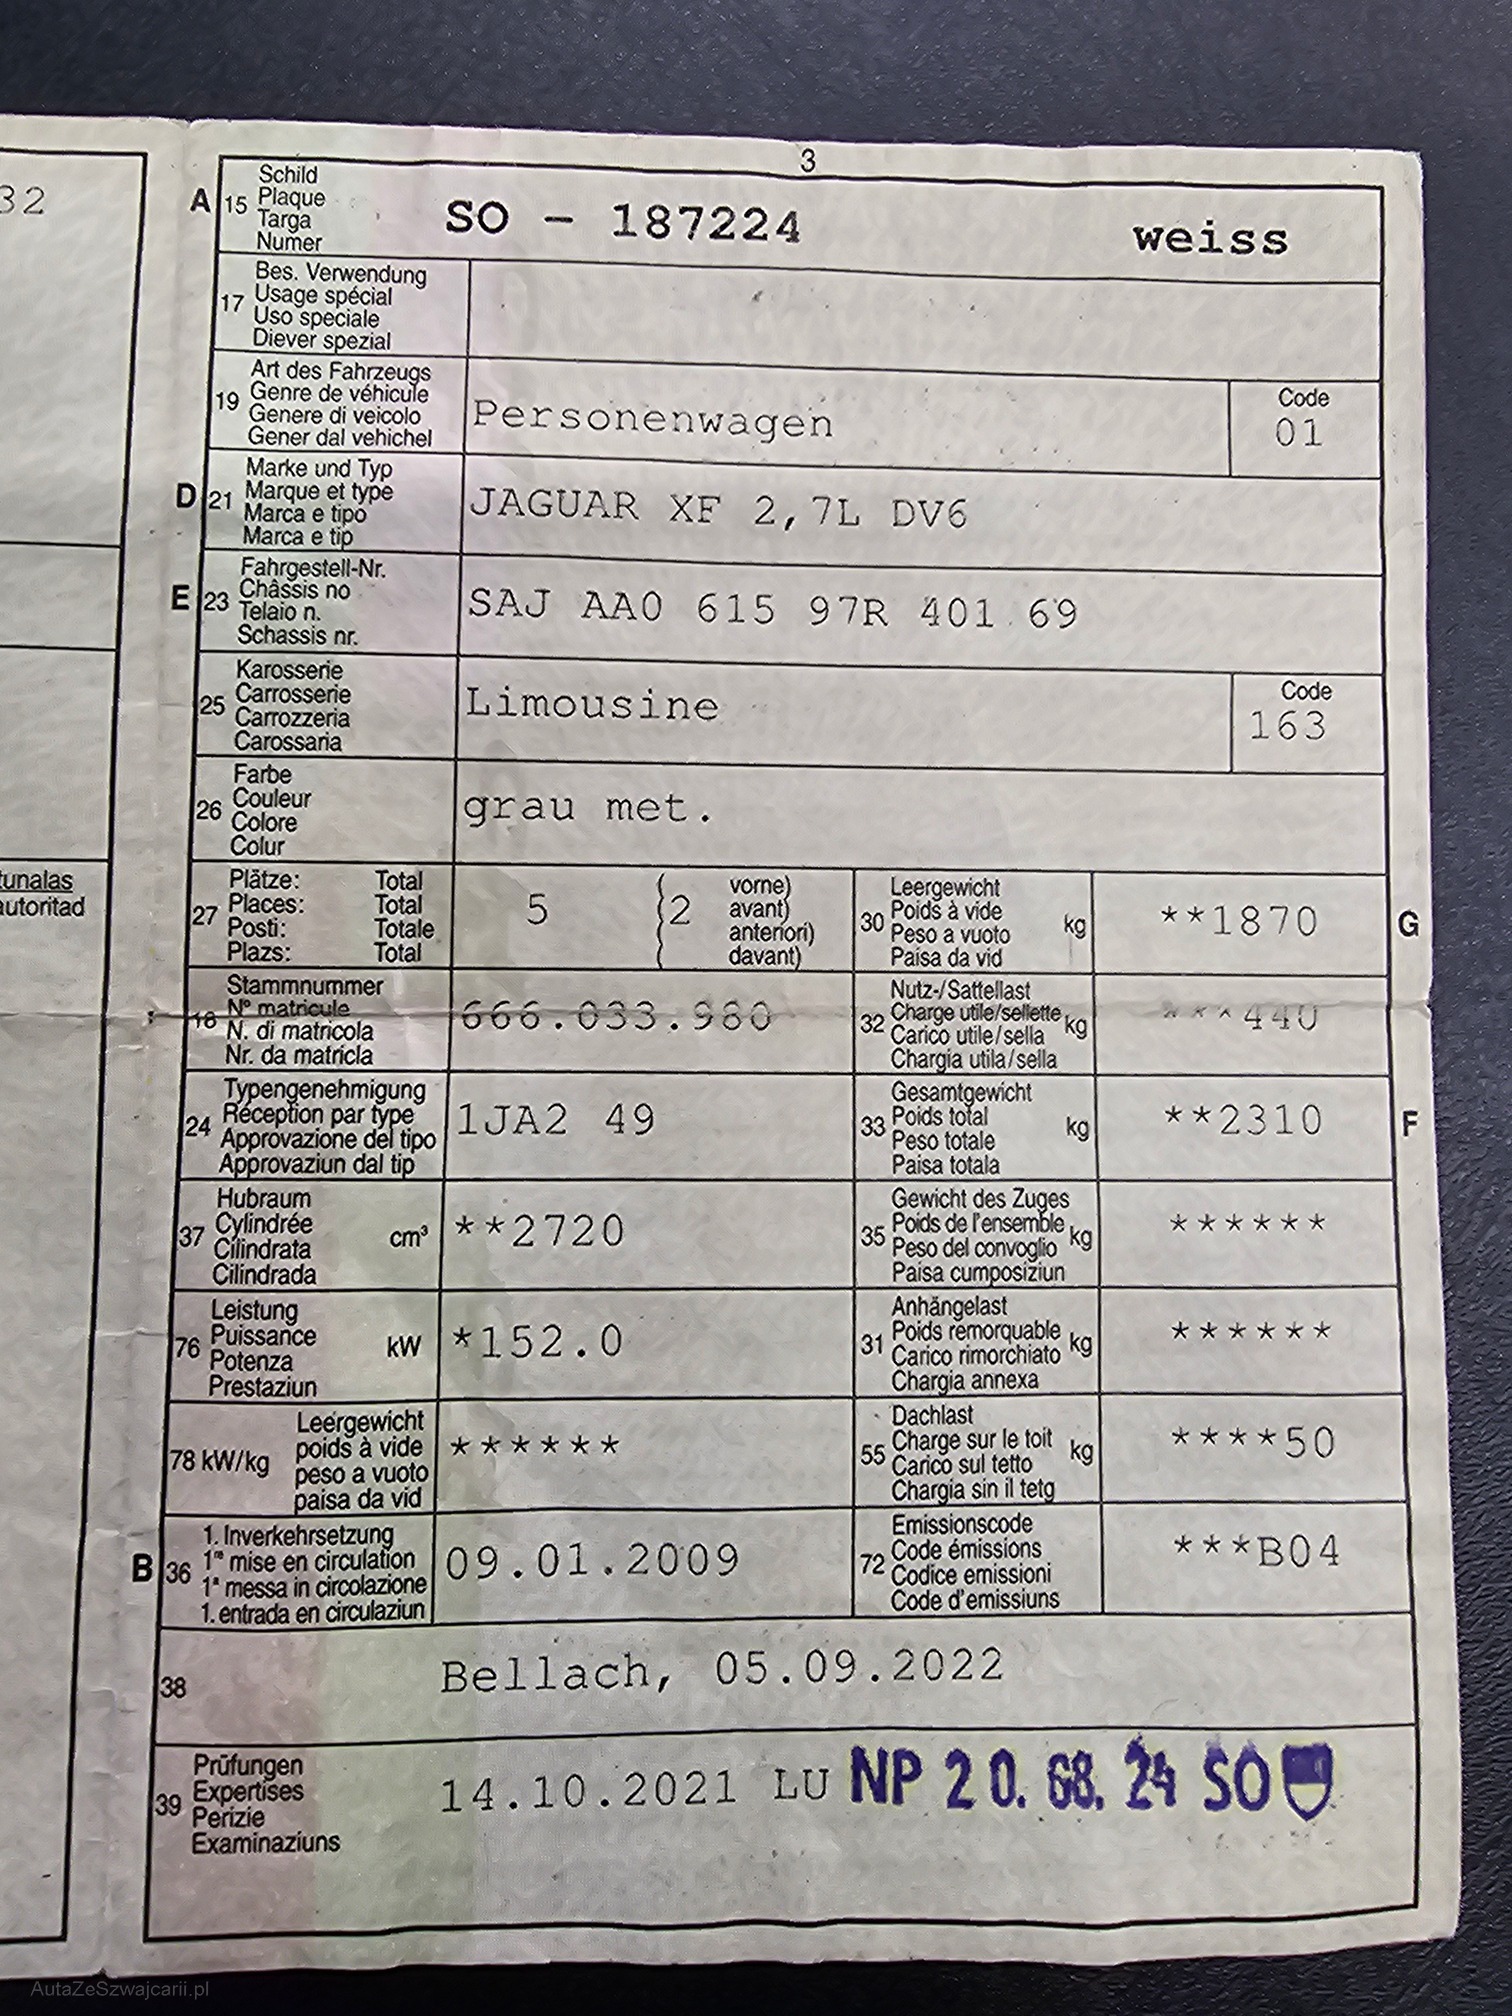 32
tunalas
autoritad
3
A 15 Schild
Plaque
Targa
Numer
SO - 187224 weiss
17 Bes. Verwendung
Usage spécial
Uso speciale
Diever spezial
19 Art des Fahrzeugs
Genre de véhicule
Genere di veicolo
Gener dal vehichel
Personenwagen
Code
01
D 21 Marke und Typ
Marque et type
Marca e tipo
Marca e tip
JAGUAR XF 2,7L DV6
E 23 Fahrgestell-Nr.
Châssis no
Telaio n.
Schassis nr.
SAJ AA0 615 97R 401 69
25 Karosserie
Carrosserie
Carrozzeria
Carossaria
Limousine
Code
163
26 Farbe
Couleur
Colore
Colur
grau met.
27 Plätze: Total
Places: Total
Posti: Totale
Plazs: Total
5 2 vorne)
avant)
anteriori)
davant)
30 Leergewicht
Poids à vide
Peso a vuoto
Paisa da vid
kg **1870 G
18 Stammnummer
N° matricule
N. di matricola
Nr. da matricla
666.033.980
32 Nutz-/Sattellast
Charge utile/sellette
Carico utile/sella
Chargia utila/sella
kg ***440
24 Typengenehmigung
Réception par type
Approvazione del tipo
Approvaziun dal tip
1JA2 49
33 Gesamtgewicht
Poids total
Peso totale
Paisa totala
kg **2310 F
37 Hubraum
Cylindrée
Cilindrata
Cilindrada
cm³ **2720
35 Gewicht des Zuges
Poids de l'ensemble
Peso del convoglio
Paisa cumposiziun
kg ******
76 Leistung
Puissance
Potenza
Prestaziun
kW *152.0
31 Anhängelast
Poids remorquable
Carico rimorchiato
Chargia annexa
kg ******
78 kW/kg Leergewicht
poids à vide
peso a vuoto
paisa da vid
******
55 Dachlast
Charge sur le toit
Carico sul tetto
Chargia sin il tetg
kg ****50
B 36 1. Inverkehrsetzung
1re mise en circulation
1a messa in circolazione
1. entrada en circulaziun
09.01.2009
72 Emissionscode
Code émissions
Codice emissioni
Code d'emissiuns
***B04
38 Bellach, 05.09.2022
39 Prüfungen
Expertises
Perizie
Examinaziuns
14.10.2021 LU NP 20. 24 SO
AutaZeSzwajcarii.pl